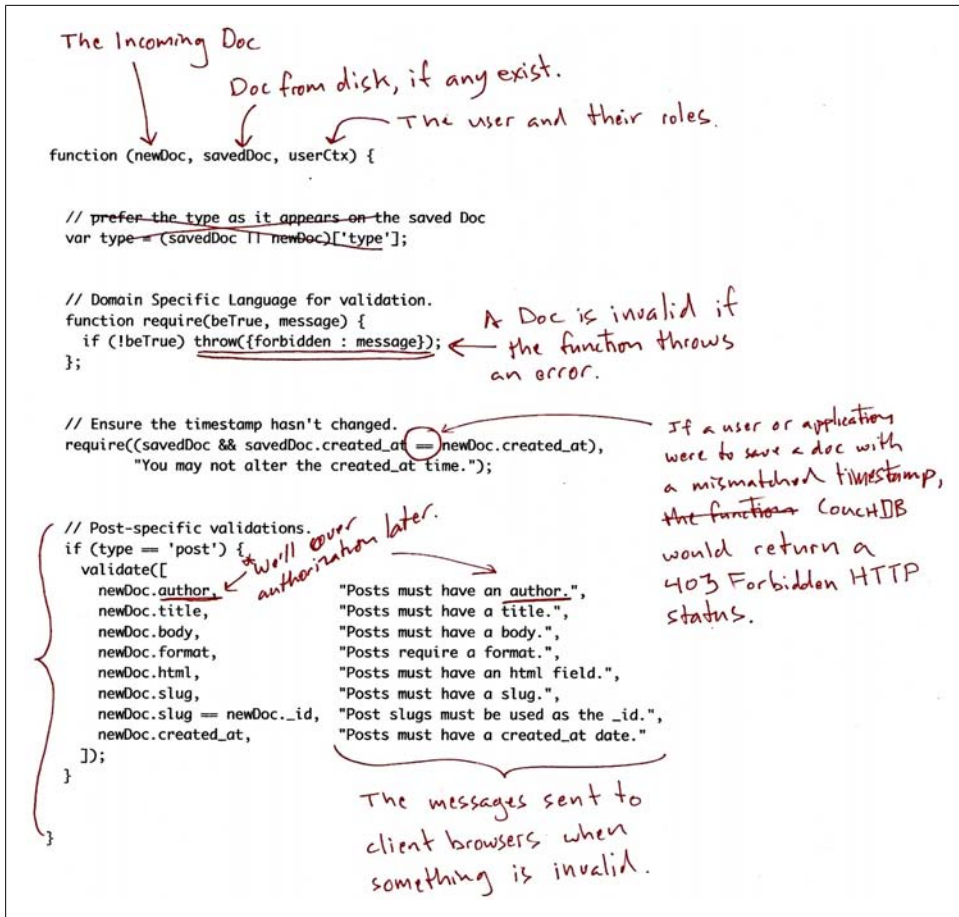 The Incoming Doc
Doc from disk, if any exist.
The user and their roles.
function (newDoc, savedDoc, userCtx) {
// prefer the type as it appears on the saved Doc
var type = (savedDoc || newDoc)['type'];
// Domain Specific Language for validation.
function require(beTrue, message) {
if (!beTrue) throw({forbidden : message});
};
A Doc is invalid if
the function throws
an error.
// Ensure the timestamp hasn't changed.
require((savedDoc && savedDoc.created_at == newDoc.created_at),
"You may not alter the created_at time.");
If a user or application
were to save a doc with
a mismatched timestamp,
the function CouchDB
would return a
403 Forbidden HTTP
status.
// Post-specific validations.
if (type == 'post') {
validate([
*We'll cover
authorization later.
newDoc.author, "Posts must have an author.",
newDoc.title, "Posts must have a title.",
newDoc.body, "Posts must have a body.",
newDoc.format, "Posts require a format.",
newDoc.html, "Posts must have an html field.",
newDoc.slug, "Posts must have a slug.",
newDoc.slug == newDoc._id, "Post slugs must be used as the _id.",
newDoc.created_at, "Posts must have a created_at date."
]);
}
}
The messages sent to
client browsers when
something is invalid.